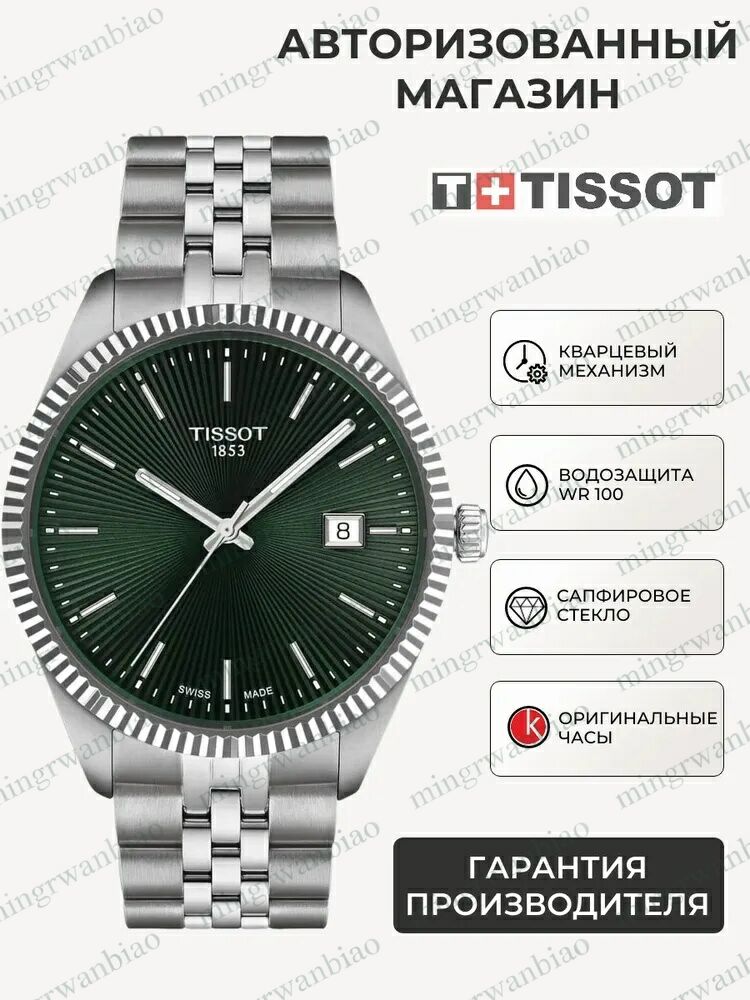 АВТОРИЗОВАННЫЙ
МАГАЗИН
T+TISSOT
КВАРЦЕВЫЙ
МЕХАНИЗМ
TISSOT
1853
8
ВОДОЗАЩИТА
WR 100
САПФИРОВОЕ
СТЕКЛО
SWISS MADE
k
ОРИГИНАЛЬНЫЕ
ЧАСЫ
ГАРАНТИЯ
ПРОИЗВОДИТЕЛЯ
mingrwanbiao